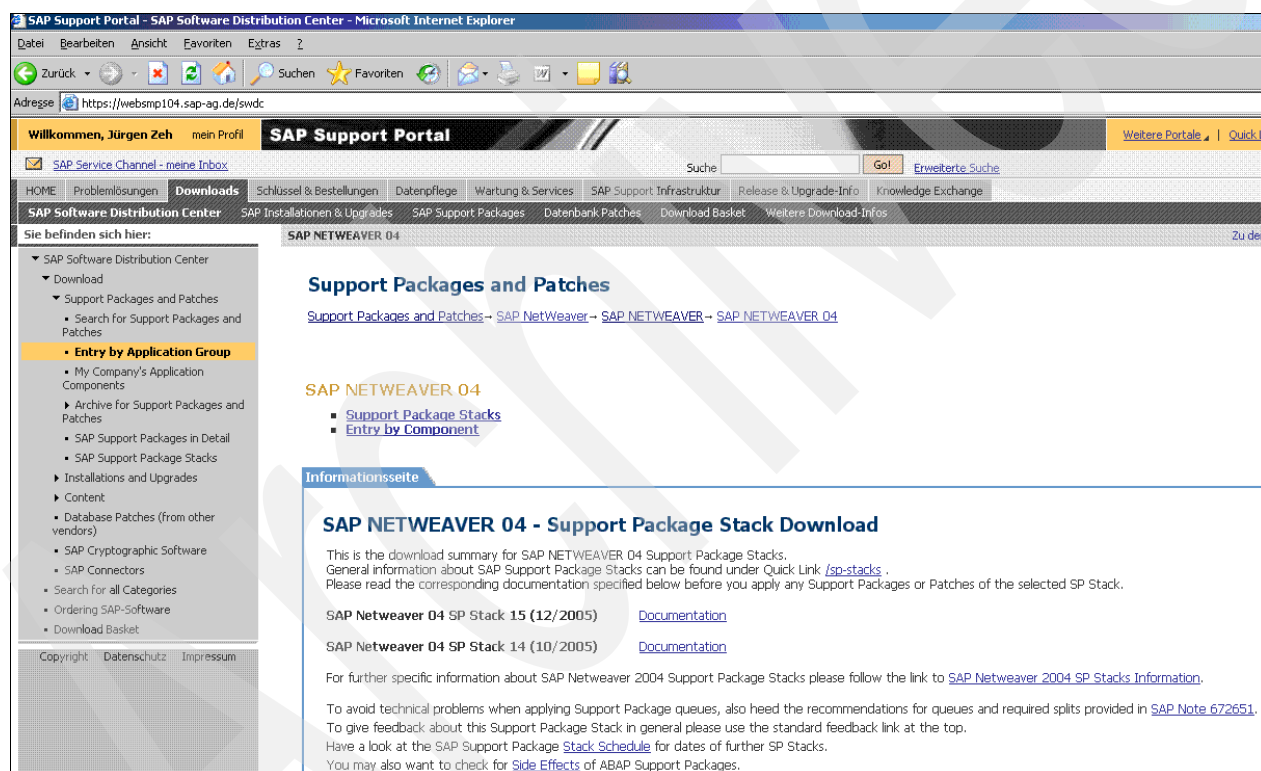 SAP Support Portal - SAP Software Distribution Center - Microsoft Internet Explorer
Datei Bearbeiten Ansicht Favoriten Extras ?
Zurück Suchen Favoriten
Adresse https://websmp104.sap-ag.de/swdc
Willkommen, Jürgen Zeh mein Profil SAP Support Portal Weitere Portale | Quick
SAP Service Channel - meine Inbox Suche Go! Erweiterte Suche
HOME Problemlösungen Downloads Schlüssel & Bestellungen Datenpflege Wartung & Services SAP Support Infrastruktur Release & Upgrade-Info Knowledge Exchange
SAP Software Distribution Center SAP Installationen & Upgrades SAP Support Packages Datenbank Patches Download Basket Weitere Download-Infos
Sie befinden sich hier: SAP NETWEAVER 04 Zu de
SAP Software Distribution Center
Download
Support Packages and Patches
Search for Support Packages and
Patches
Entry by Application Group
My Company's Application
Components
Archive for Support Packages and
Patches
SAP Support Packages in Detail
SAP Support Package Stacks
Installations and Upgrades
Content
Database Patches (from other
vendors)
SAP Cryptographic Software
SAP Connectors
Search for all Categories
Ordering SAP-Software
Download Basket
Copyright Datenschutz Impressum
Support Packages and Patches
Support Packages and Patches→ SAP NetWeaver→ SAP NETWEAVER→ SAP NETWEAVER 04
SAP NETWEAVER 04
Support Package Stacks
Entry by Component
Informationsseite
SAP NETWEAVER 04 - Support Package Stack Download
This is the download summary for SAP NETWEAVER 04 Support Package Stacks.
General information about SAP Support Package Stacks can be found under Quick Link /sp-stacks .
Please read the corresponding documentation specified below before you apply any Support Packages or Patches of the selected SP Stack.
SAP Netweaver 04 SP Stack 15 (12/2005) Documentation
SAP Netweaver 04 SP Stack 14 (10/2005) Documentation
For further specific information about SAP Netweaver 2004 Support Package Stacks please follow the link to SAP Netweaver 2004 SP Stacks Information.
To avoid technical problems when applying Support Package queues, also heed the recommendations for queues and required splits provided in SAP Note 672651.
To give feedback about this Support Package Stack in general please use the standard feedback link at the top.
Have a look at the SAP Support Package Stack Schedule for dates of further SP Stacks.
You may also want to check for Side Effects of ABAP Support Packages.